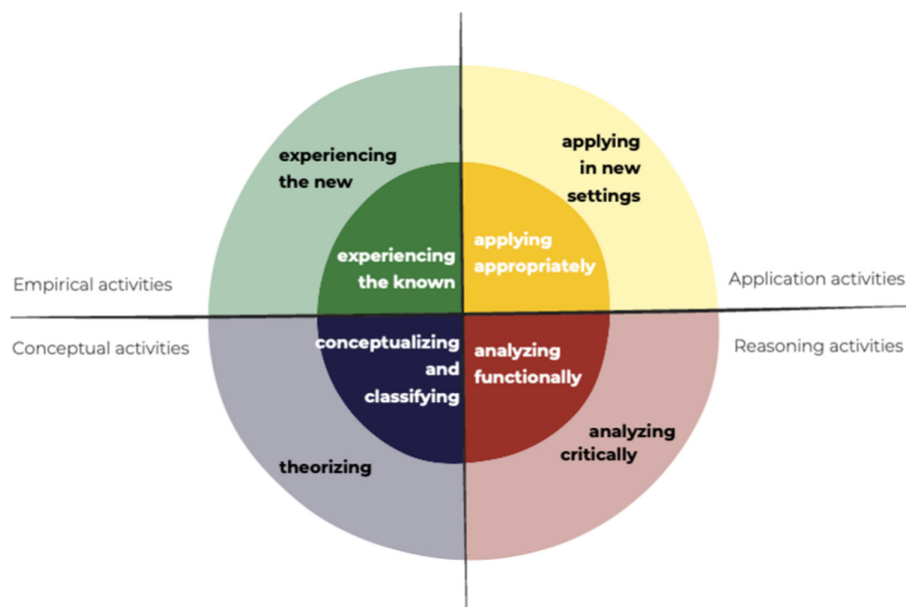 experiencing
the new
applying
in new
settings
experiencing
the known
applying
appropriately
Empirical activities
Application activities
Conceptual activities
Reasoning activities
conceptualizing
and
classifying
analyzing
functionally
theorizing
analyzing
critically